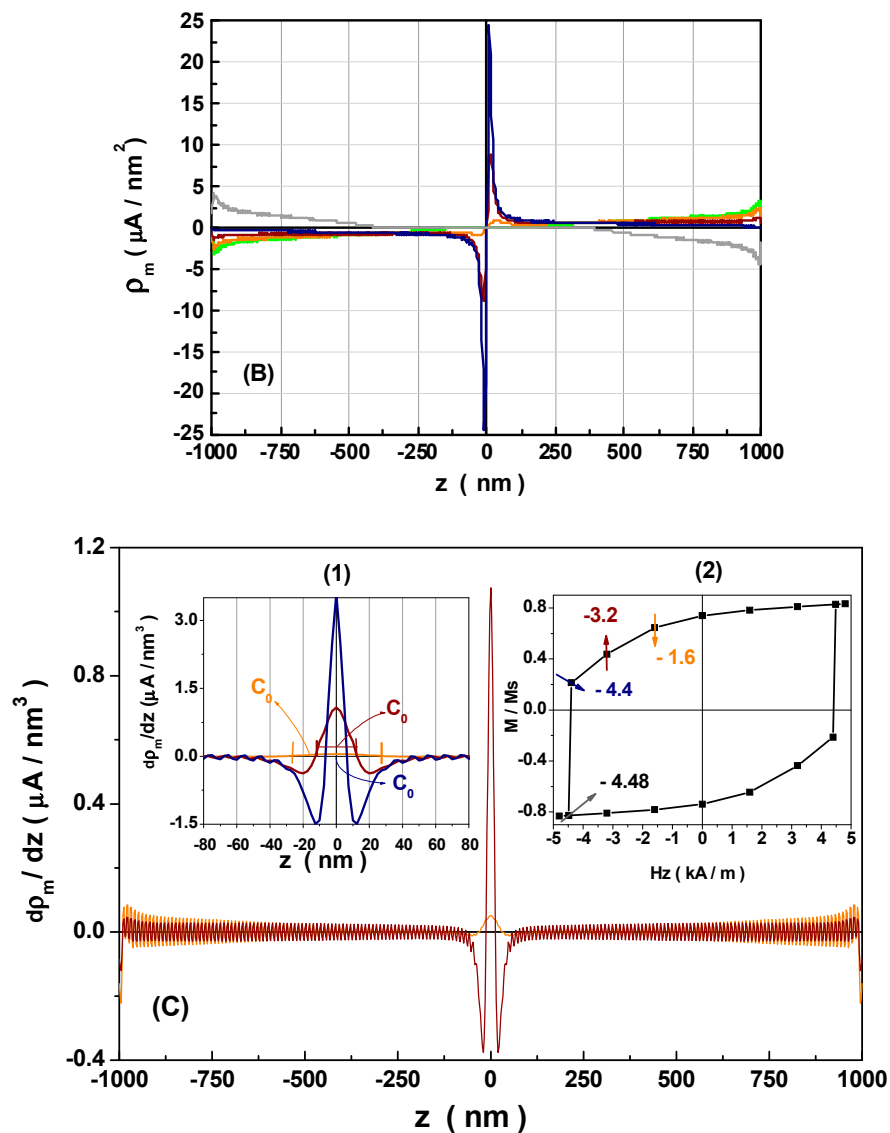 25
20
15
10
5
0
-5
-10
-15
-20
-25
ρm ( μA / nm²)
(B)
-1000 -750 -500 -250 0 250 500 750 1000
z ( nm )
1.2
0.8
0.4
0.0
-0.4
dρm/ dz ( μA / nm³ )
(1)
3.0
1.5
0.0
-1.5
dρm/dz (μA / nm³)
C0
C0
C0
-80 -60 -40 -20 0 20 40 60 80
z ( nm )
(2)
0.8
0.4
0.0
-0.4
-0.8
M / Ms
-3.2
- 1.6
- 4.4
- 4.48
-5 -4 -3 -2 -1 0 1 2 3 4 5
Hz ( kA / m )
(C)
-1000 -750 -500 -250 0 250 500 750 1000
z ( nm )